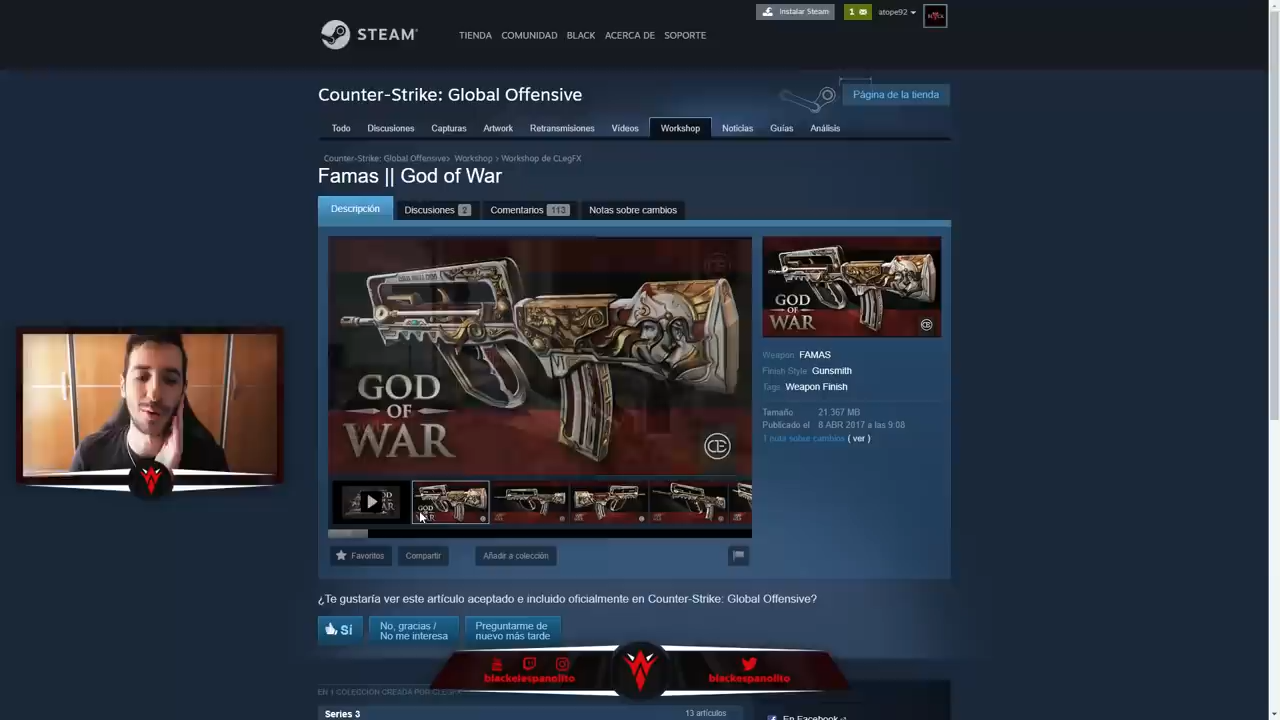 Instalar Steam
1
atope92
STEAM
TIENDA COMUNIDAD BLACK ACERCA DE SOPORTE
Counter-Strike: Global Offensive
Página de la tienda
Todo Discusiones Capturas Artwork Retransmisiones Vídeos Workshop Noticias Guías Análisis
Counter-Strike: Global Offensive> Workshop > Workshop de CLegFX
Famas || God of War
Descripción Discusiones 2 Comentarios 113 Notas sobre cambios
GOD
OF
WAR
GOD
OF
WAR
Weapon FAMAS
Finish Style Gunsmith
Tags Weapon Finish
Tamaño 21.367 MB
Publicado el 8 ABR 2017 a las 9:08
1 nota sobre cambios ( ver )
Favoritos Compartir Añadir a colección
¿Te gustaría ver este artículo aceptado e incluido oficialmente en Counter-Strike: Global Offensive?
Sí
No, gracias /
No me interesa
Preguntarme de
nuevo más tarde
blackelespanolito
blackespanolito
EN 1 COLECCIÓN CREADA POR CLEGFX
Series 3
13 artículos
En Facebook